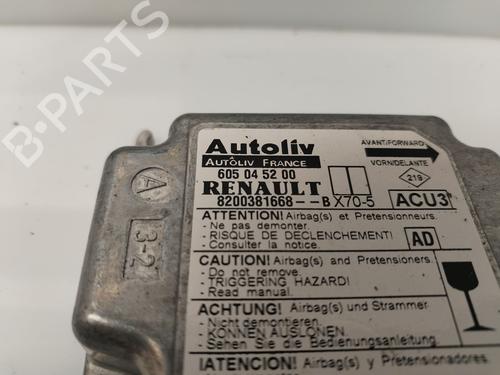 B-PARTS
Autoliv
AUTOLIV FRANCE
605 04 52 00
RENAULT
8200381668--B X70-5
AVANT/FORWARD
VORN/DELANTE
219
ACU3
AD
ATTENTION! Airbag(s) et Pretensionneurs.
- Ne pas demonter.
- RISQUE DE DECLENCHEMENT!
- Consulter la notice.
CAUTION! Airbag(s) and Pretensioners.
- Do not remove.
- TRIGGERING HAZARD!
- Read manual.
ACHTUNG! Airbag(s) und Strammer.
- Nicht demontieren.
- KÖNNEN AUSLÖSEN.
- Sehen Sie die Bedienungsanleitung
¡ATENCION! Airbag(s) y Pretensionadores.
A
3-2